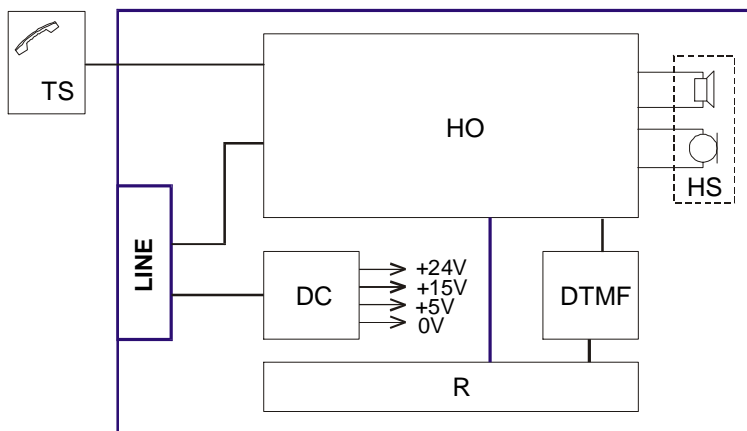 TS
HO
HS
LINE
DC
+24V
+15V
+5V
0V
DTMF
R